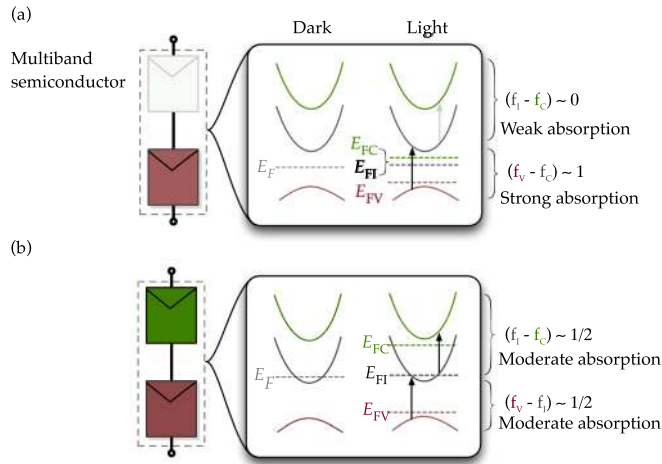 (a)
Dark Light
Multiband
semiconductor
E_F
E_FC
E_FI
E_FV
(f_I - f_C) ~ 0
Weak absorption
(f_V - f_C) ~ 1
Strong absorption
(b)
E_F
E_FC
E_FI
E_FV
(f_I - f_C) ~ 1/2
Moderate absorption
(f_V - f_I) ~ 1/2
Moderate absorption